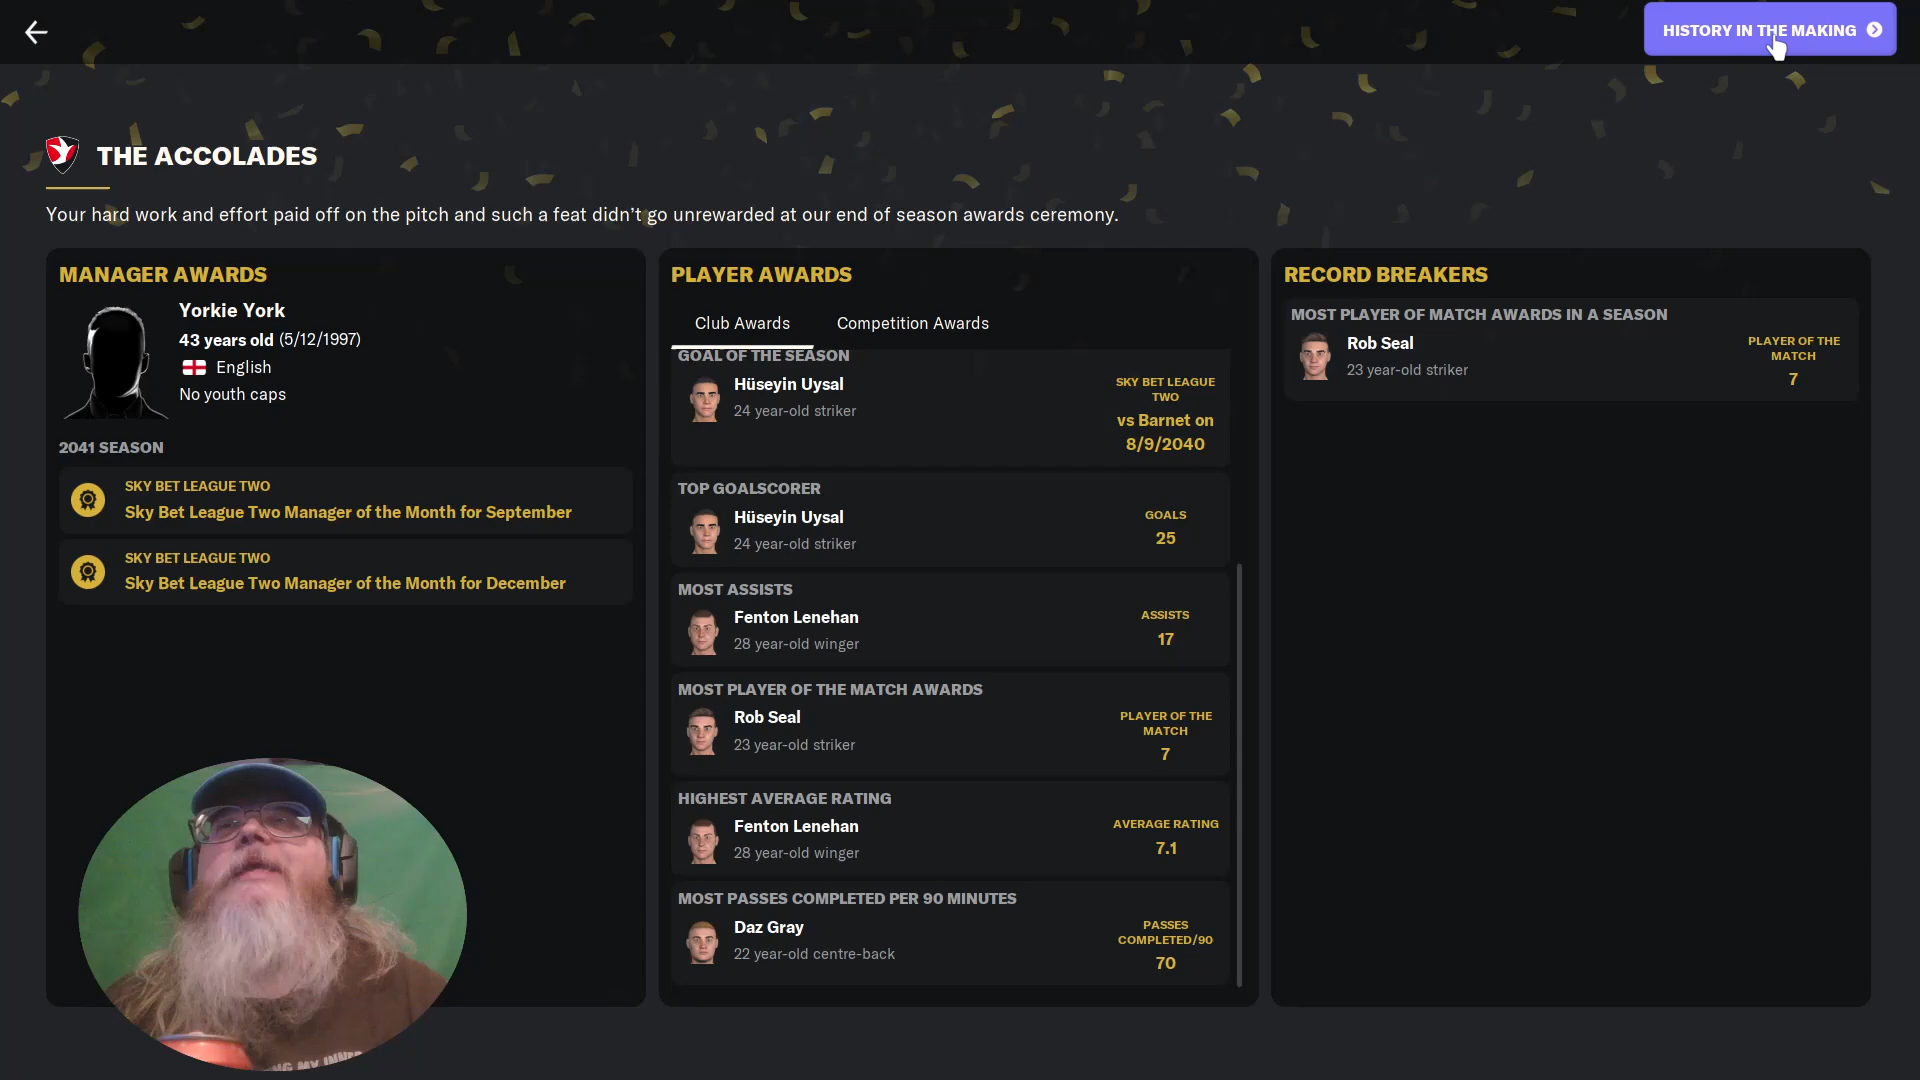 HISTORY IN THE MAKING
THE ACCOLADES
Your hard work and effort paid off on the pitch and such a feat didn't go unrewarded at our end of season awards ceremony.
MANAGER AWARDS
Yorkie York
43 years old (5/12/1997)
English
No youth caps
2041 SEASON
SKY BET LEAGUE TWO
Sky Bet League Two Manager of the Month for September
SKY BET LEAGUE TWO
Sky Bet League Two Manager of the Month for December
PLAYER AWARDS
Club Awards
Competition Awards
GOAL OF THE SEASON
Hüseyin Uysal
24 year-old striker
SKY BET LEAGUE
TWO
vs Barnet on
8/9/2040
TOP GOALSCORER
Hüseyin Uysal
24 year-old striker
GOALS
25
MOST ASSISTS
Fenton Lenehan
28 year-old winger
ASSISTS
17
MOST PLAYER OF THE MATCH AWARDS
Rob Seal
23 year-old striker
PLAYER OF THE
MATCH
7
HIGHEST AVERAGE RATING
Fenton Lenehan
28 year-old winger
AVERAGE RATING
7.1
MOST PASSES COMPLETED PER 90 MINUTES
Daz Gray
22 year-old centre-back
PASSES
COMPLETED/90
70
RECORD BREAKERS
MOST PLAYER OF MATCH AWARDS IN A SEASON
Rob Seal
23 year-old striker
PLAYER OF THE
MATCH
7